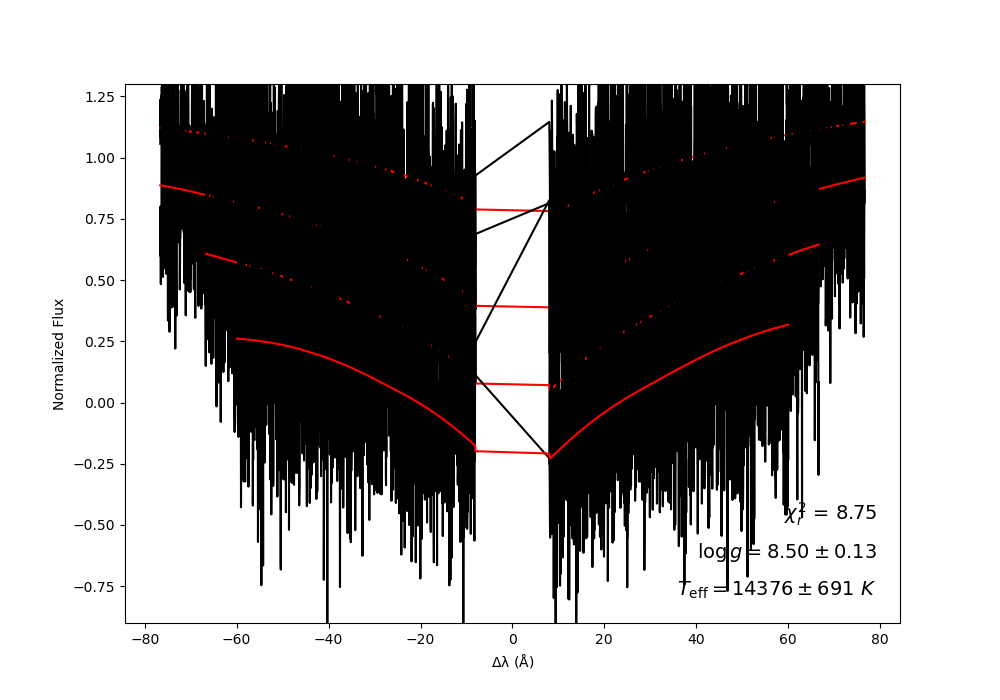 1.25
1.00
0.75
0.50
0.25
0.00
−0.25
−0.50
−0.75
Normalized Flux
χ²ᵣ = 8.75
log g = 8.50 ± 0.13
T_eff = 14376 ± 691 K
−80 −60 −40 −20 0 20 40 60 80
Δλ (Å)